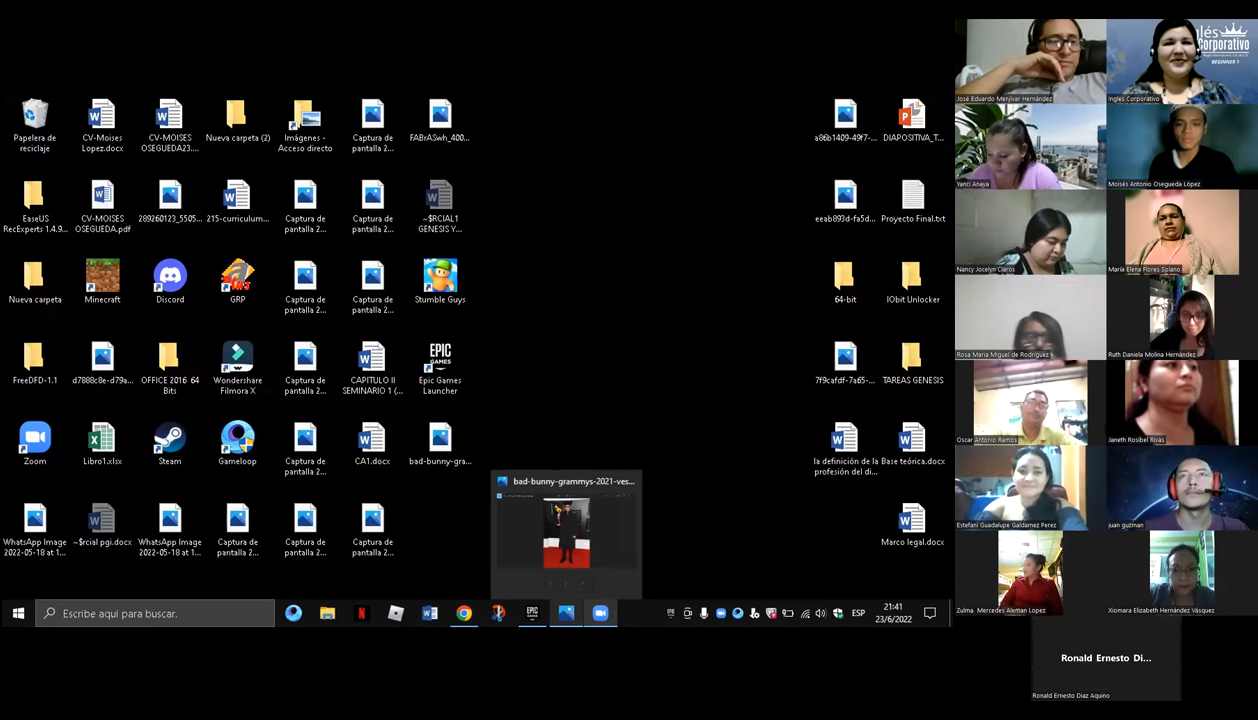 Papelera de
reciclaje
CV-Moises
Lopez.docx
CV-MOISES
OSEGUEDA23....
Nueva carpeta (2)
Imágenes -
Acceso directo
Captura de
pantalla 2...
FABrASwh_400...
a86b1409-49f7-...
DIAPOSITIVA_T...
EaseUS
RecExperts 1.4.9...
CV-MOISES
OSEGUEDA.pdf
289260123_5505...
215-curriculum...
Captura de
pantalla 2...
Captura de
pantalla 2...
~$RCIAL1
GENESIS Y...
eeab893d-fa5d...
Proyecto Final.txt
Nueva carpeta
Minecraft
Discord
GRP
Captura de
pantalla 2...
Captura de
pantalla 2...
Stumble Guys
64-bit
IObit Unlocker
FreeDFD-1.1
d7888c8e-d79a...
OFFICE 2016 64
Bits
Wondershare
Filmora X
Captura de
pantalla 2...
CAPITULO II
SEMINARIO 1 (...
EPIC
GAMES
Epic Games
Launcher
7f9cafdf-7a65-...
TAREAS GENESIS
Zoom
Libro1.xlsx
Steam
Gameloop
Captura de
pantalla 2...
CA1.docx
bad-bunny-gra...
la definición de la
profesión del di...
Base teórica.docx
WhatsApp Image
2022-05-18 at 1...
~$rcial pgi.docx
WhatsApp Image
2022-05-18 at 1...
Captura de
pantalla 2...
Captura de
pantalla 2...
Captura de
pantalla 2...
Marco legal.docx
bad-bunny-grammys-2021-ves...
Escribe aquí para buscar.
ESP
21:41
23/6/2022
José Eduardo Menjivar Hernández
glés
Corporativo
BEGINNER 1
Ingles Corporativo
Yanci Anaya
Moisés Antonio Osegueda López
Nancy Jocelyn Claros
María Elena Flores Solano
Rosa Maria Miguel de Rodriguez
Ruth Daniela Molina Hernández
Oscar Antonio Ramos
Janeth Rosibel Rivas
Estefani Guadalupe Galdamez Perez
juan guzman
Zulma Mercedes Aleman Lopez
Xiomara Elizabeth Hernández Vásquez
Ronald Ernesto Di...
Ronald Ernesto Diaz Aquino